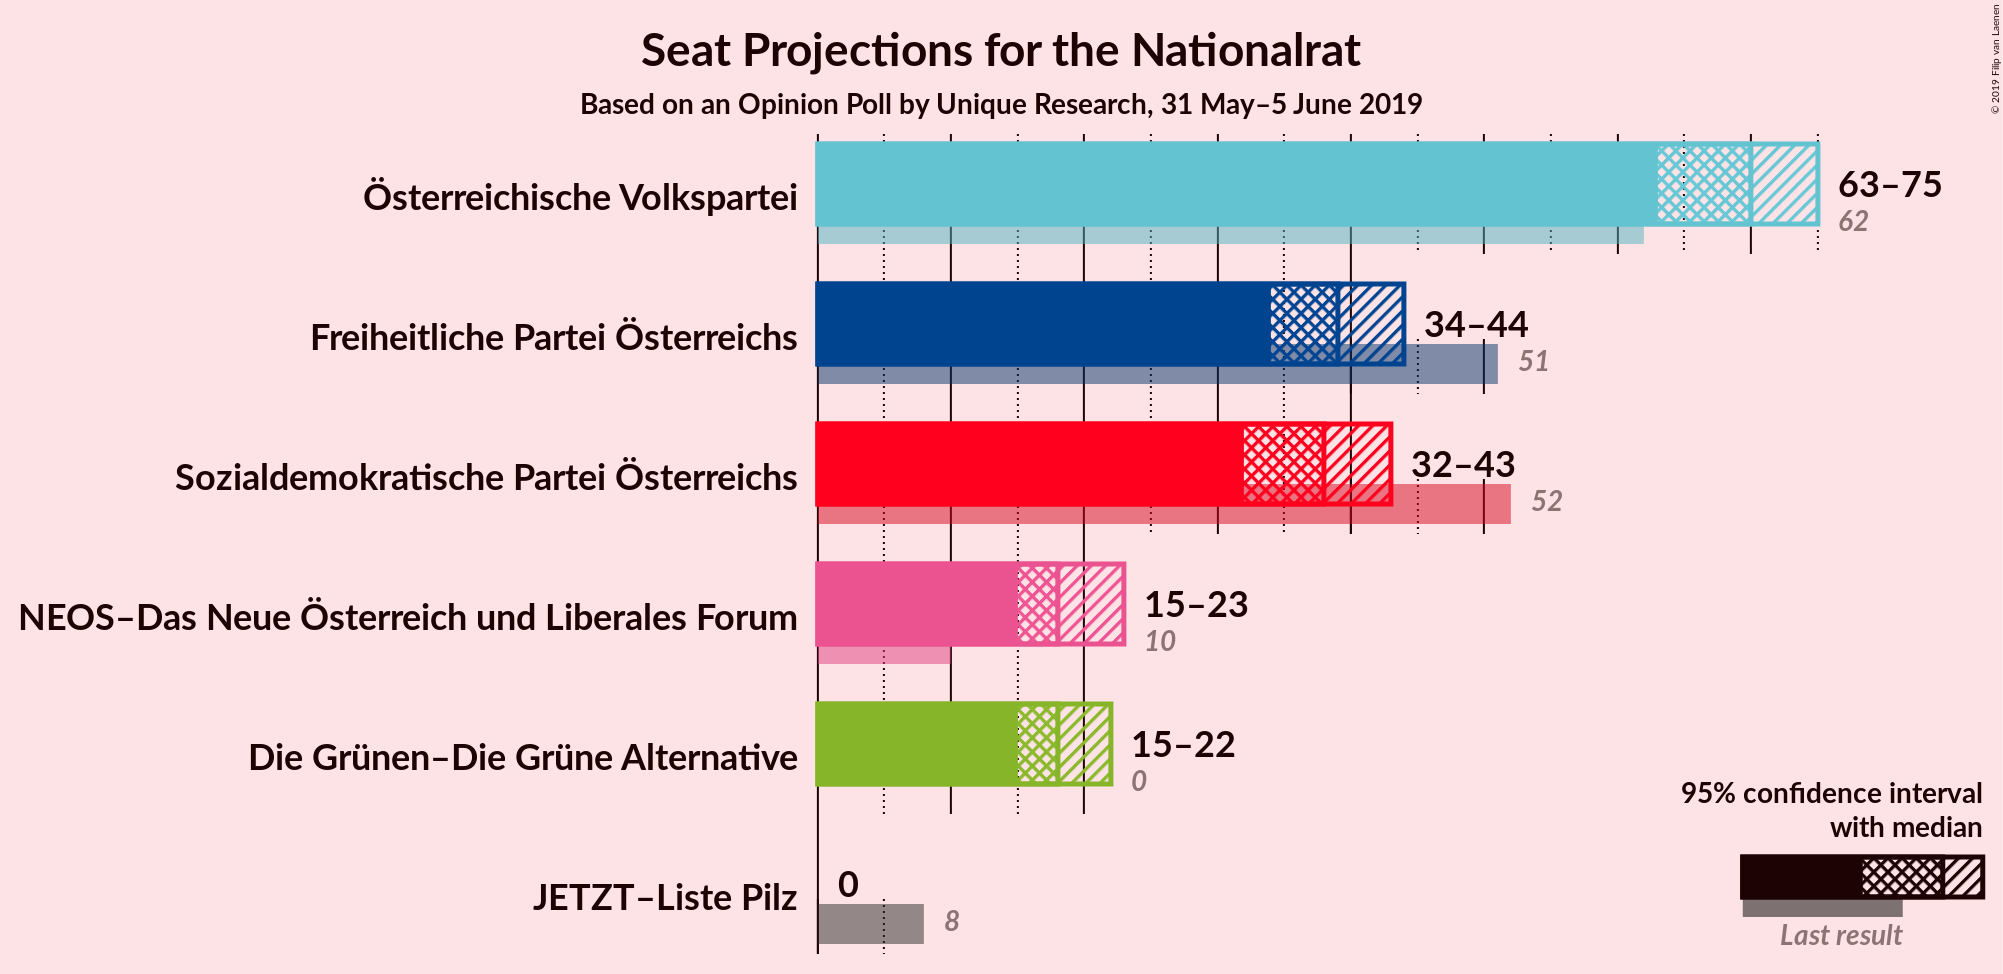 Seat Projections for the Nationalrat
Based on an Opinion Poll by Unique Research, 31 May–5 June 2019
© 2019 Filip van Laenen
Österreichische Volkspartei
63–75
62
Freiheitliche Partei Österreichs
34–44
51
Sozialdemokratische Partei Österreichs
32–43
52
NEOS–Das Neue Österreich und Liberales Forum
15–23
10
Die Grünen–Die Grüne Alternative
15–22
0
JETZT–Liste Pilz
0
8
95% confidence interval
with median
Last result